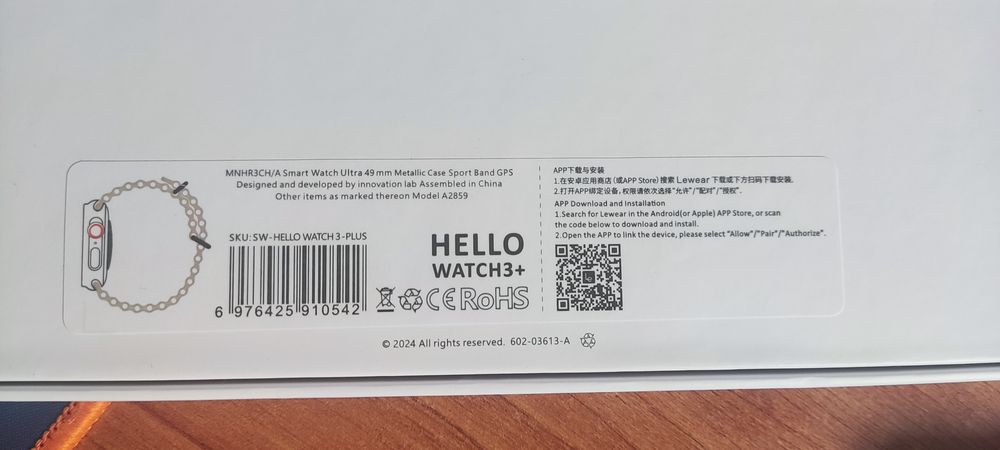 MNHR3CH/A Smart Watch Ultra 49 mm Metallic Case Sport Band GPS
Designed and developed by innovation lab Assembled in China
Other items as marked thereon Model A2859
SKU: SW-HELLO WATCH 3-PLUS
6 976425 910542
HELLO
WATCH3+
CE RoHS
APP下载与安装
1.在安卓应用商店(或APP Store)搜索 Lewear 下载或下方扫码下载安装.
2.打开APP绑定设备,权限请依次选择"允许"/"配对"/"授权".
APP Download and Installation
1.Search for Lewear in the Android(or Apple) APP Store, or scan
the code below to download and install.
2.Open the APP to link the device, please select "Allow"/"Pair"/"Authorize".
© 2024 All rights reserved. 602-03613-A